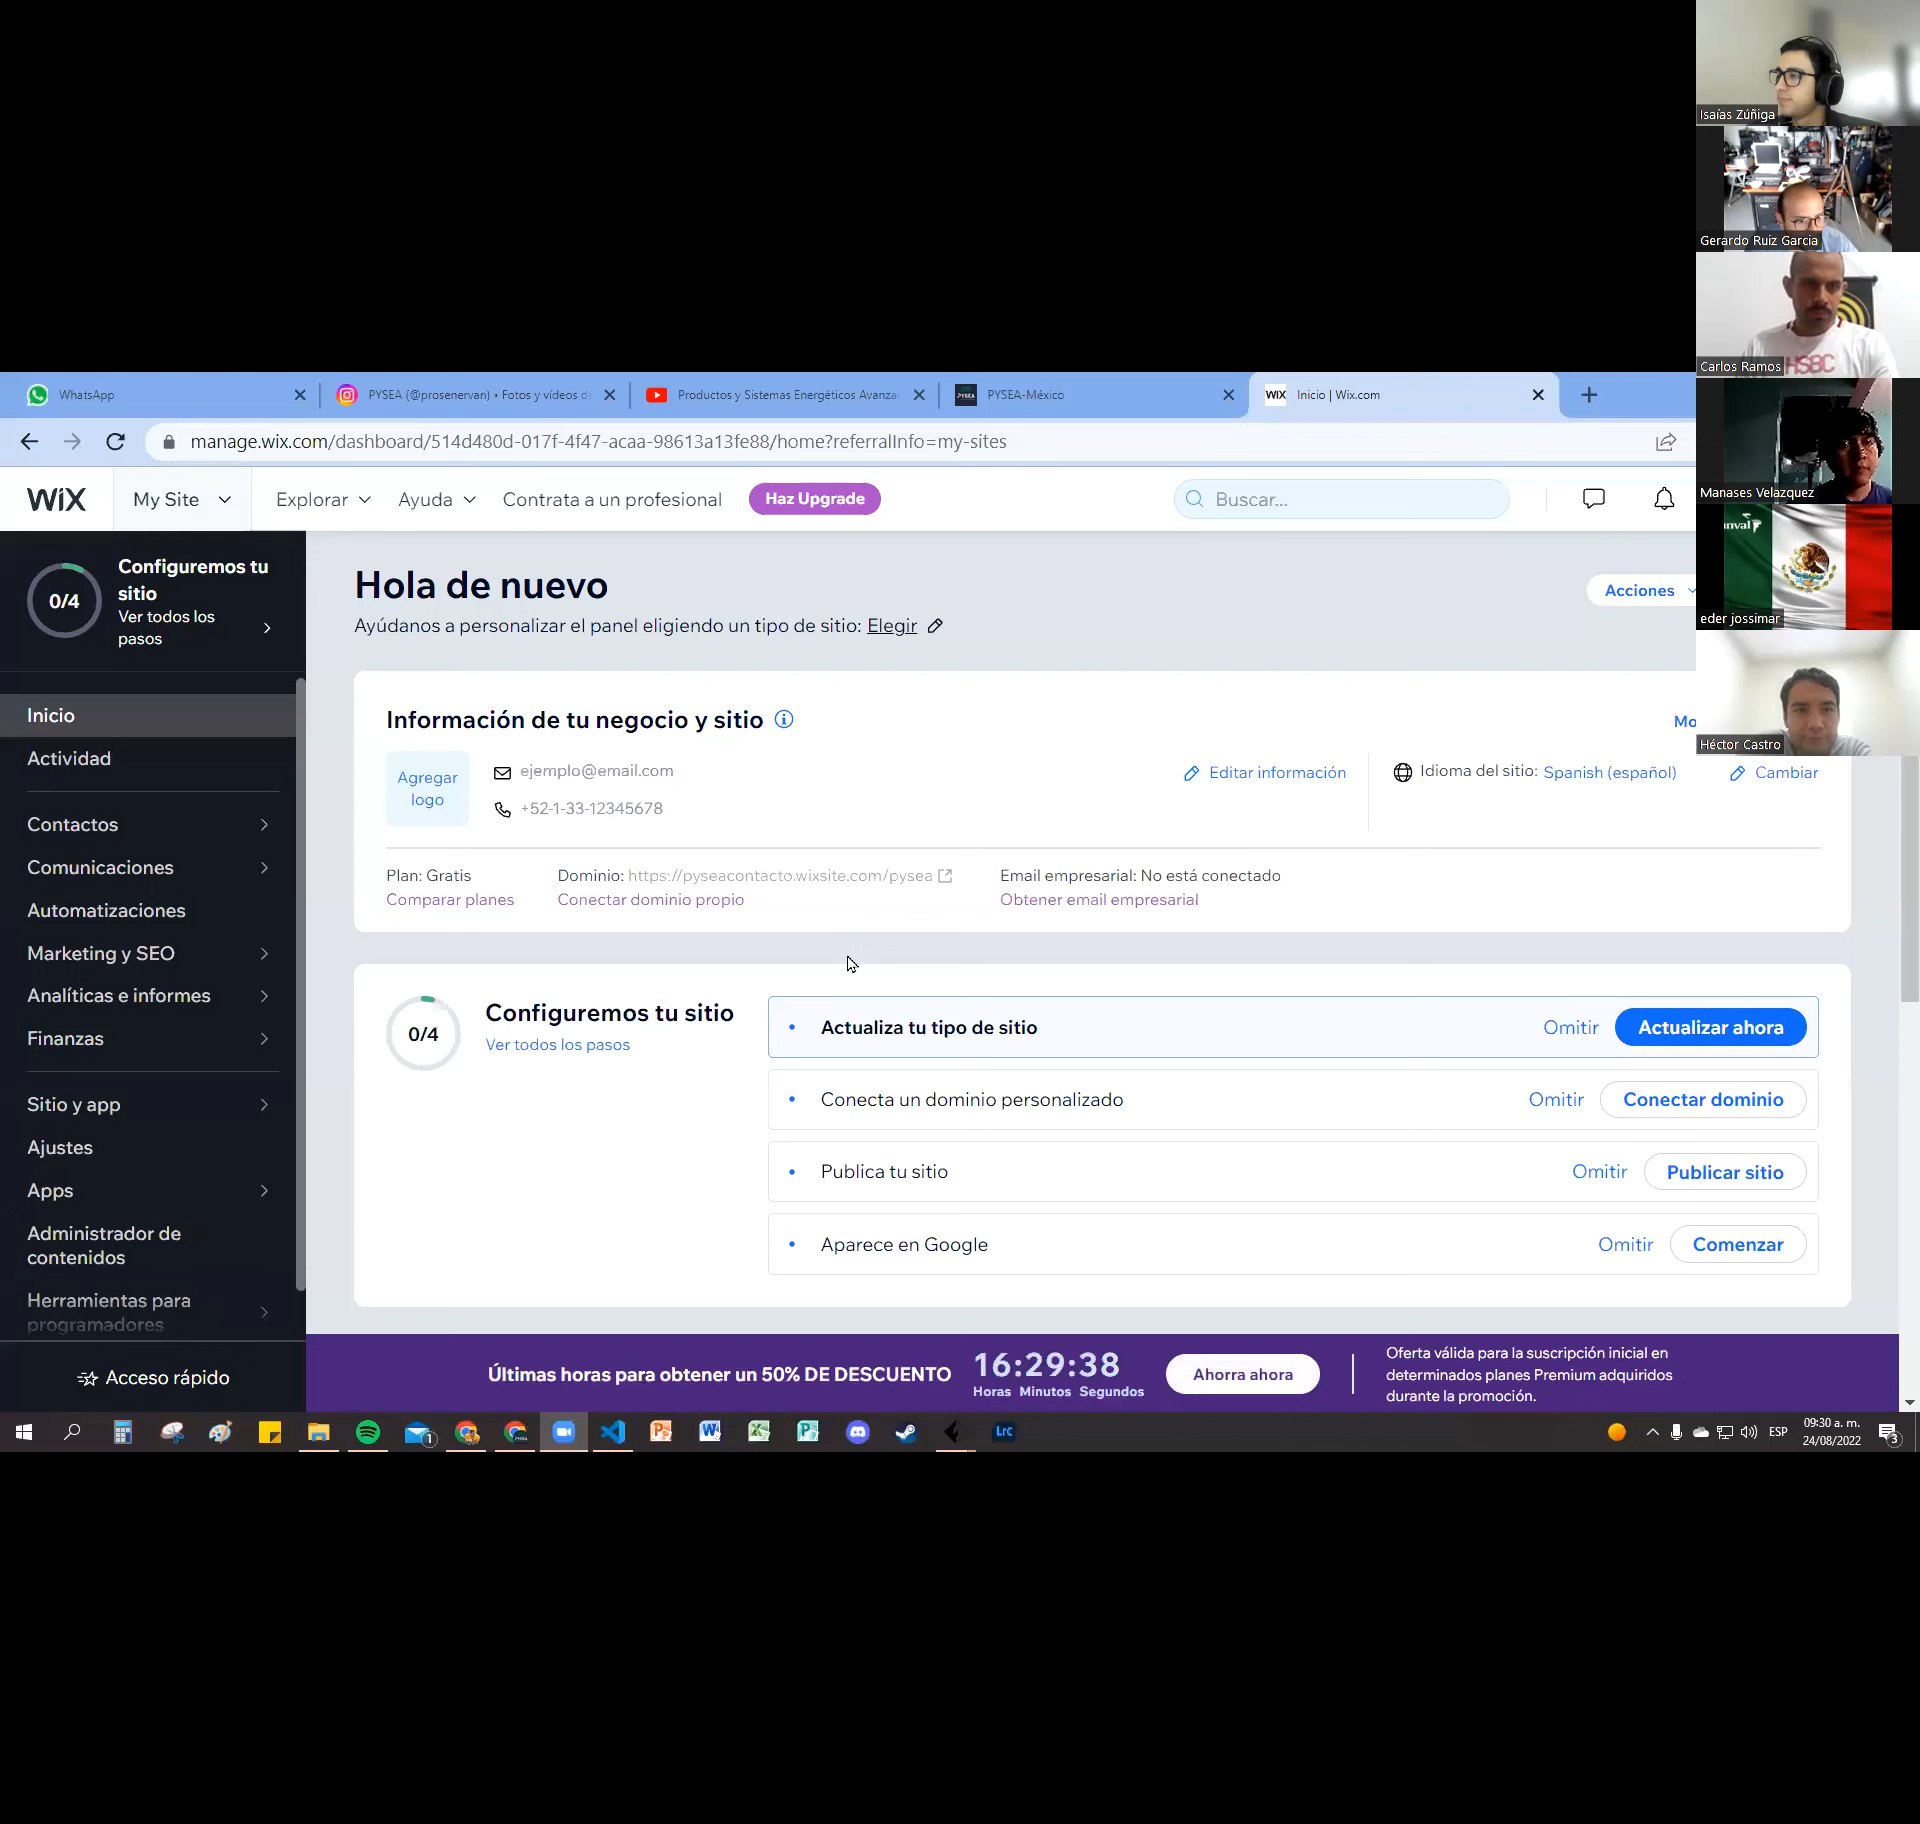 Isaías Zúñiga
Gerardo Ruiz Garcia
Carlos Ramos
HSBC
Manases Velazquez
eder jossimar
Héctor Castro
WhatsApp
PYSEA (@prosenervan) • Fotos y vídeos d
Productos y Sistemas Energéticos Avanza
PYSEA-México
WIX Inicio | Wix.com
manage.wix.com/dashboard/514d480d-017f-4f47-acaa-98613a13fe88/home?referralInfo=my-sites
WiX
My Site
Explorar
Ayuda
Contrata a un profesional
Haz Upgrade
Buscar...
0/4
Configuremos tu
sitio
Ver todos los
pasos
Inicio
Actividad
Contactos
Comunicaciones
Automatizaciones
Marketing y SEO
Analíticas e informes
Finanzas
Sitio y app
Ajustes
Apps
Administrador de
contenidos
Herramientas para
programadores
Acceso rápido
Hola de nuevo
Ayúdanos a personalizar el panel eligiendo un tipo de sitio: Elegir
Acciones
Información de tu negocio y sitio
Mo
Agregar
logo
ejemplo@email.com
+52-1-33-12345678
Editar información
Idioma del sitio: Spanish (español)
Cambiar
Plan: Gratis
Comparar planes
Dominio: https://pyseacontacto.wixsite.com/pysea
Conectar dominio propio
Email empresarial: No está conectado
Obtener email empresarial
0/4
Configuremos tu sitio
Ver todos los pasos
Actualiza tu tipo de sitio
Omitir
Actualizar ahora
Conecta un dominio personalizado
Omitir
Conectar dominio
Publica tu sitio
Omitir
Publicar sitio
Aparece en Google
Omitir
Comenzar
Últimas horas para obtener un 50% DE DESCUENTO
16:29:38
Horas Minutos Segundos
Ahorra ahora
Oferta válida para la suscripción inicial en
determinados planes Premium adquiridos
durante la promoción.
1
Lrc
ESP
09:30 a. m.
24/08/2022
3